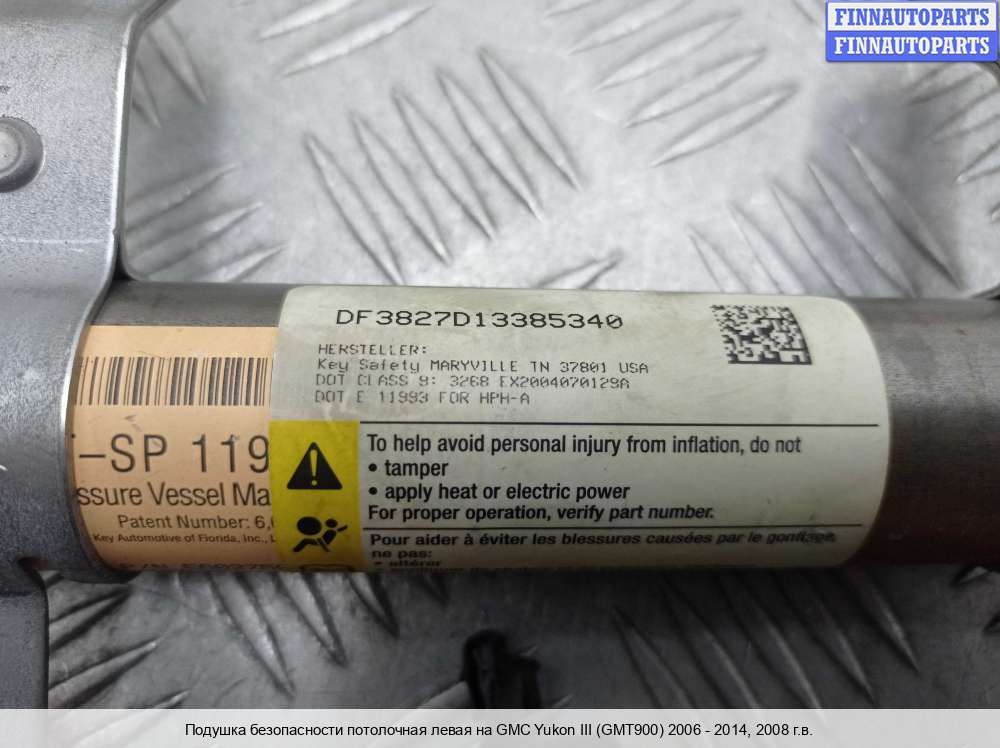 FINNAUTOPARTS
FINNAUTOPARTS
DF3827D13385340
HERSTELLER:
Key Safety MARYVILLE TN 37801 USA
DOT CLASS 9: 3268 EX2004070129A
DOT E 11993 FOR HPH-A
-SP 119
ssure Vessel Ma
Patent Number: 6,
Key Automotive of Florida, Inc., L
To help avoid personal injury from inflation, do not
• tamper
• apply heat or electric power
For proper operation, verify part number.
Pour aider à éviter les blessures causées par le gonflage,
ne pas:
• altérer
Подушка безопасности потолочная левая на GMC Yukon III (GMT900) 2006 - 2014, 2008 г.в.